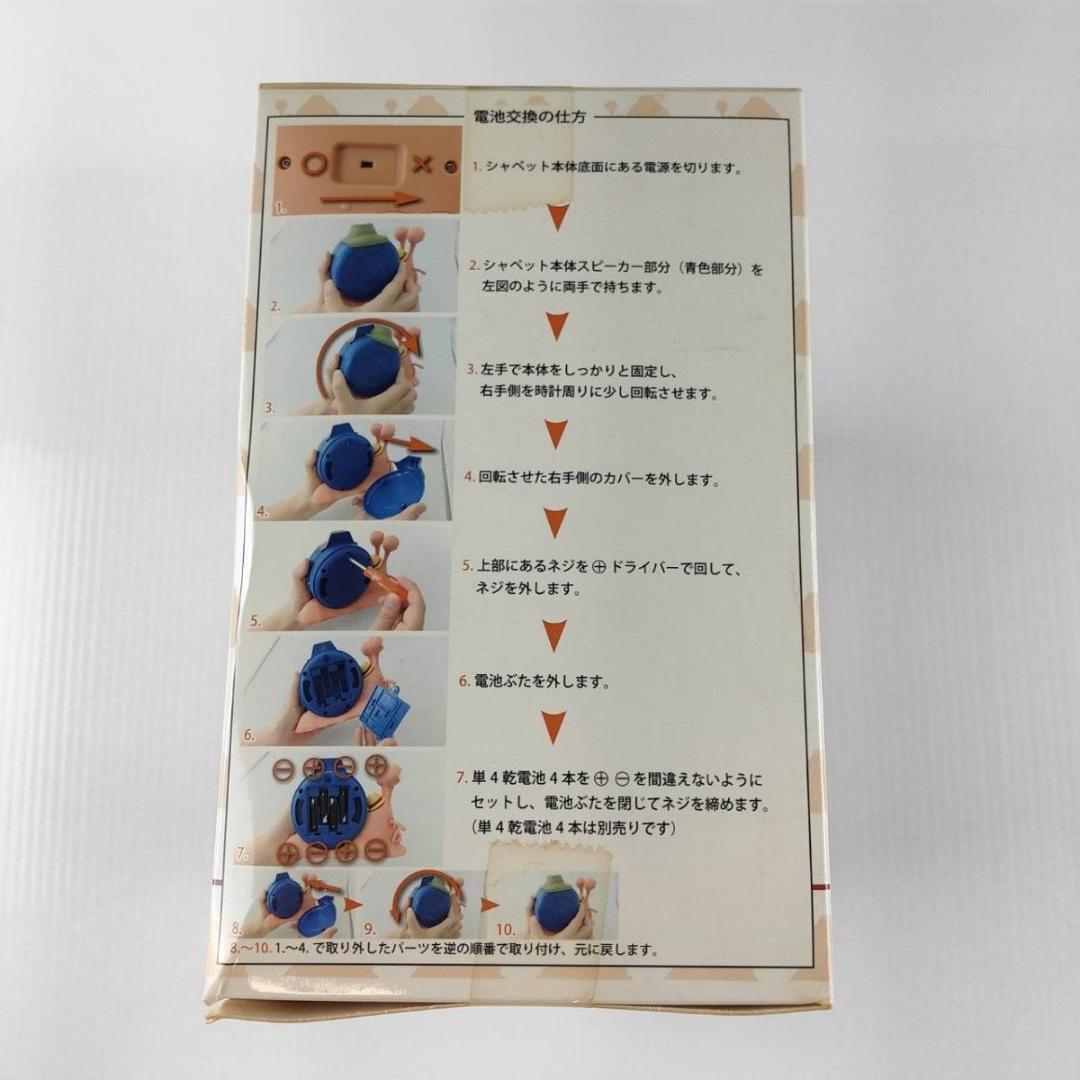 電池交換の仕方
1. シャペット本体底面にある電源を切ります。
1.
2. シャペット本体スピーカー部分（青色部分）を
左図のように両手で持ちます。
2.
3. 左手で本体をしっかりと固定し、
右手側を時計周りに少し回転させます。
3.
4. 回転させた右手側のカバーを外します。
4.
5. 上部にあるネジを⊕ドライバーで回して、
ネジを外します。
5.
6. 電池ぶたを外します。
6.
7. 単4乾電池4本を⊕⊖を間違えないように
セットし、電池ぶたを閉じてネジを締めます。
（単4乾電池4本は別売りです）
7.
8.
9.
10.
8.〜10. 1.〜4. で取り外したパーツを逆の順番で取り付け、元に戻します。